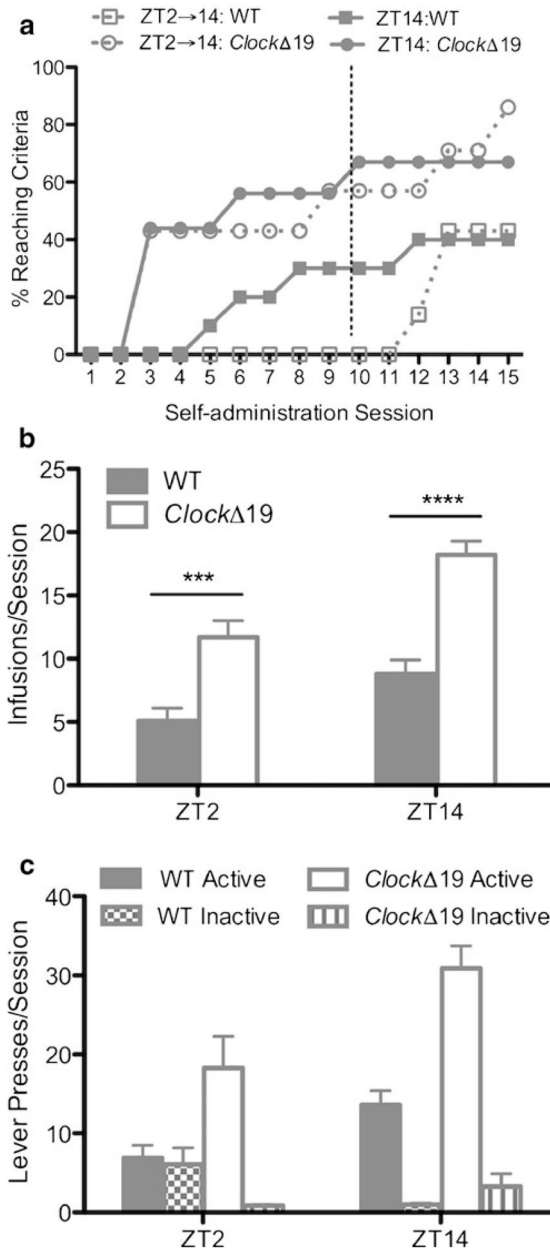 a
ZT2→14: WT
ZT14:WT
ZT2→14: ClockΔ19
ZT14: ClockΔ19
% Reaching Criteria
100
80
60
40
20
0
1 2 3 4 5 6 7 8 9 10 11 12 13 14 15
Self-administration Session
b
WT
ClockΔ19
Infusions/Session
25
20
15
10
5
0
***
****
ZT2 ZT14
c
WT Active ClockΔ19 Active
WT Inactive ClockΔ19 Inactive
Lever Presses/Session
40
30
20
10
0
ZT2 ZT14